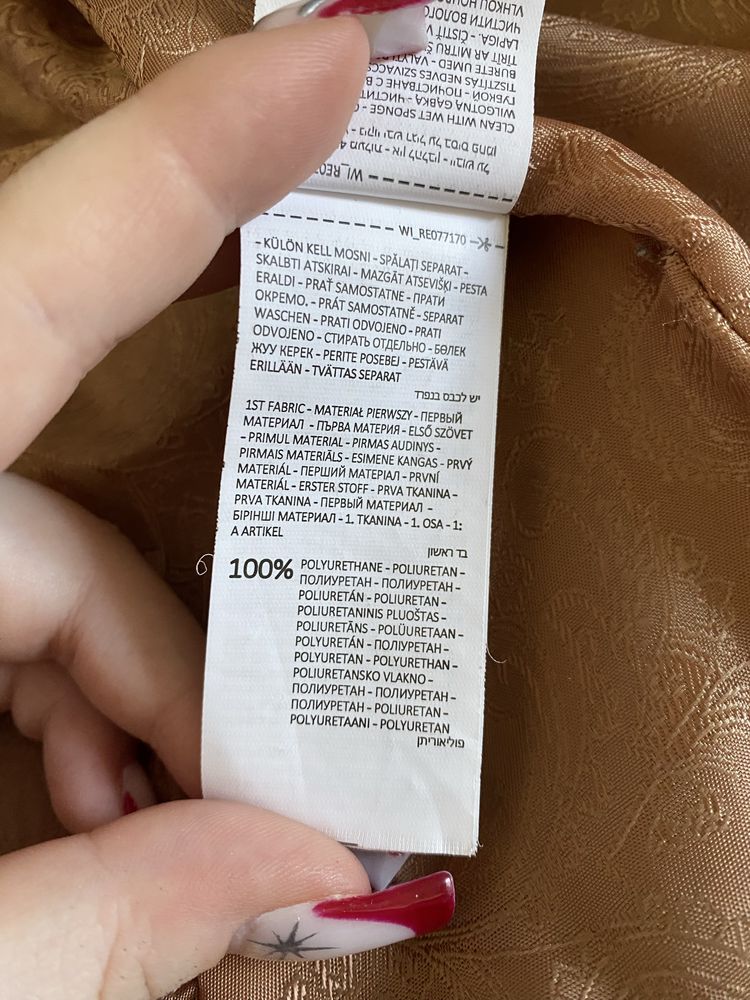 CLEAN WITH WET SPONGE -
WI_RE077170
- KÜLÖN KELL MOSNI - SPĂLAȚI SEPARAT -
SKALBTI ATSKIRAI - MAZGĀT ATSEVIŠĶI - PESTA
ERALDI - PRAŤ SAMOSTATNE - ПРАТИ
ОКРЕМО. - PRÁT SAMOSTATNĚ - SEPARAT
WASCHEN - PRATI ODVOJENO - PRATI
ODVOJENO - СТИРАТЬ ОТДЕЛЬНО - БӨЛЕК
ЖУУ КЕРЕК - PERITE POSEBEJ - PESTÄVÄ
ERILLÄÄN - TVÄTTAS SEPARAT
יש לכבס בנפרד
1ST FABRIC - MATERIAŁ PIERWSZY - ПЕРВЫЙ
МАТЕРИАЛ - ПЪРВА МАТЕРИЯ - ELSŐ SZÖVET
- PRIMUL MATERIAL - PIRMAS AUDINYS -
PIRMAIS MATERIĀLS - ESIMENE KANGAS - PRVÝ
MATERIÁL - ПЕРШИЙ МАТЕРІАЛ - PRVNÍ
MATERIÁL - ERSTER STOFF - PRVA TKANINA -
PRVA TKANINA - ПЕРВЫЙ МАТЕРИАЛ -
БІРІНШІ МАТЕРИАЛ - 1. TKANINA - 1. OSA - 1:
A ARTIKEL
בד ראשון
100% POLYURETHANE - POLIURETAN -
ПОЛИУРЕТАН - ПОЛИУРЕТАН -
POLIURETÁN - POLIURETAN -
POLIURETANINIS PLUOŠTAS -
POLIURETĀNS - POLÜURETAAN -
POLYURETÁN - ПОЛІУРЕТАН -
POLYURETAN - POLYURETHAN -
POLIURETANSKO VLAKNO -
ПОЛИУРЕТАН - ПОЛИУРЕТАН -
ПОЛИУРЕТАН - POLIURETAN -
POLYURETAANI - POLYURETAN
פוליאוריתן